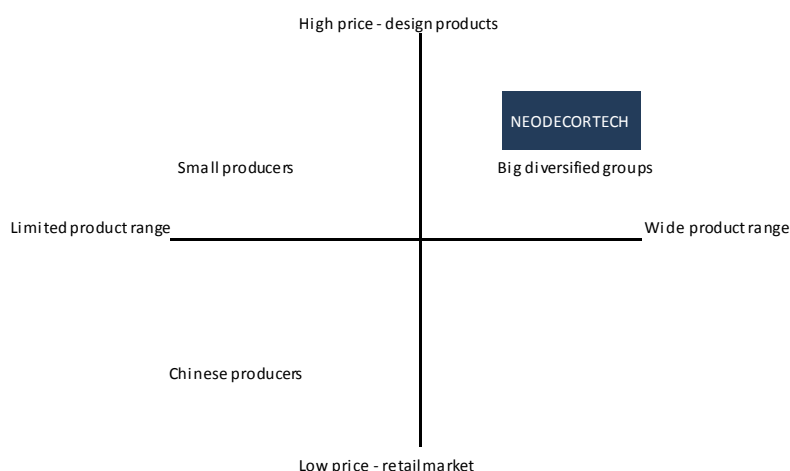 High price - design products
NEODECORTECH
Small producers
Big diversified groups
Limited product range
Wide product range
Chinese producers
Low price - retail market